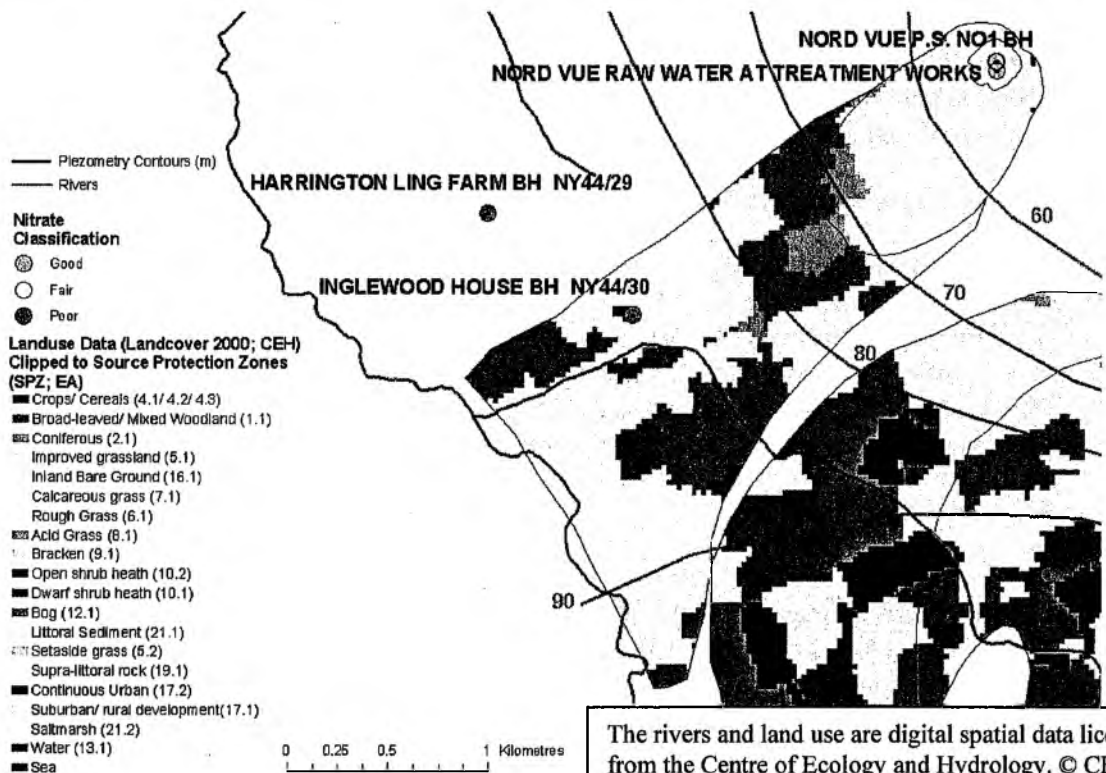 NORD VUE P.S. NO1 BH
NORD VUE RAW WATER AT TREATMENT WORKS
HARRINGTON LING FARM BH NY44/29
INGLEWOOD HOUSE BH NY44/30
60
70
80
90
Piezometry Contours (m)
Rivers
Nitrate
Classification
Good
Fair
Poor
Landuse Data (Landcover 2000; CEH)
Clipped to Source Protection Zones
(SPZ; EA)
Crops/ Cereals (4.1/ 4.2/ 4.3)
Broad-leaved/ Mixed Woodland (1.1)
Coniferous (2.1)
Improved grassland (5.1)
Inland Bare Ground (16.1)
Calcareous grass (7.1)
Rough Grass (6.1)
Acid Grass (8.1)
Bracken (9.1)
Open shrub heath (10.2)
Dwarf shrub heath (10.1)
Bog (12.1)
Littoral Sediment (21.1)
Setaside grass (5.2)
Supra-littoral rock (19.1)
Continuous Urban (17.2)
Suburban/ rural development(17.1)
Saltmarsh (21.2)
Water (13.1)
Sea
0 0.25 0.5 1 Kilometres
The rivers and land use are digital spatial data lic
from the Centre of Ecology and Hydrology. ©